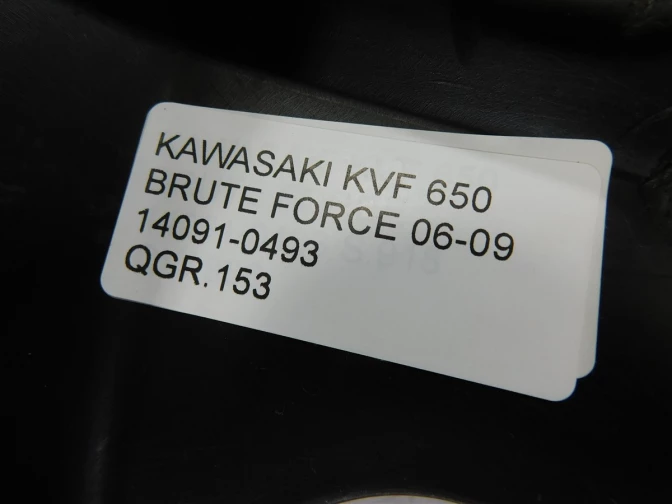 KAWASAKI KVF 650
BRUTE FORCE 06-09
14091-0493
QGR.153